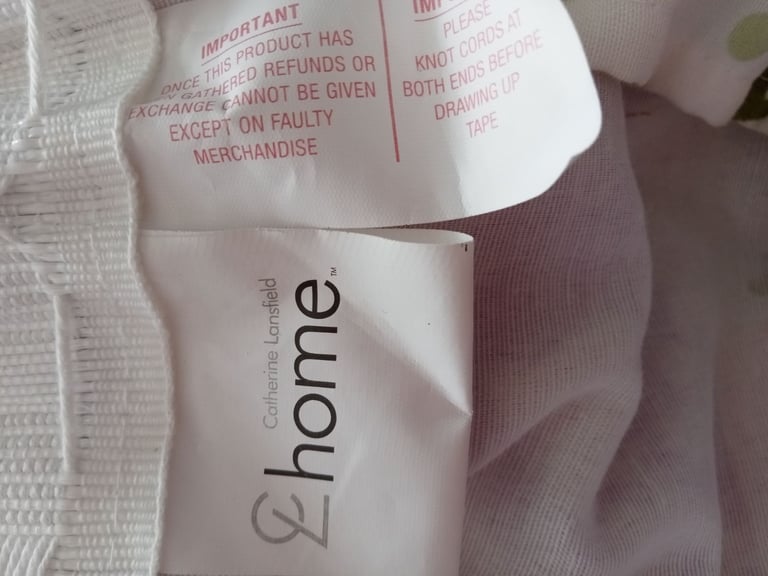 IMPORTANT
ONCE THIS PRODUCT HAS
GATHERED REFUNDS OR
EXCHANGE CANNOT BE GIVEN
EXCEPT ON FAULTY
MERCHANDISE
PLEASE
KNOT CORDS AT
BOTH ENDS BEFORE
DRAWING UP
TAPE
Catherine Lansfield
home™